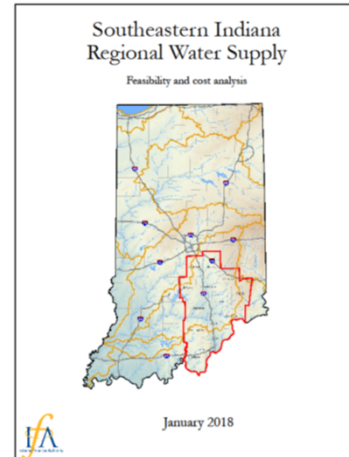 Southeastern Indiana
Regional Water Supply
Feasibility and cost analysis
January 2018
IFA